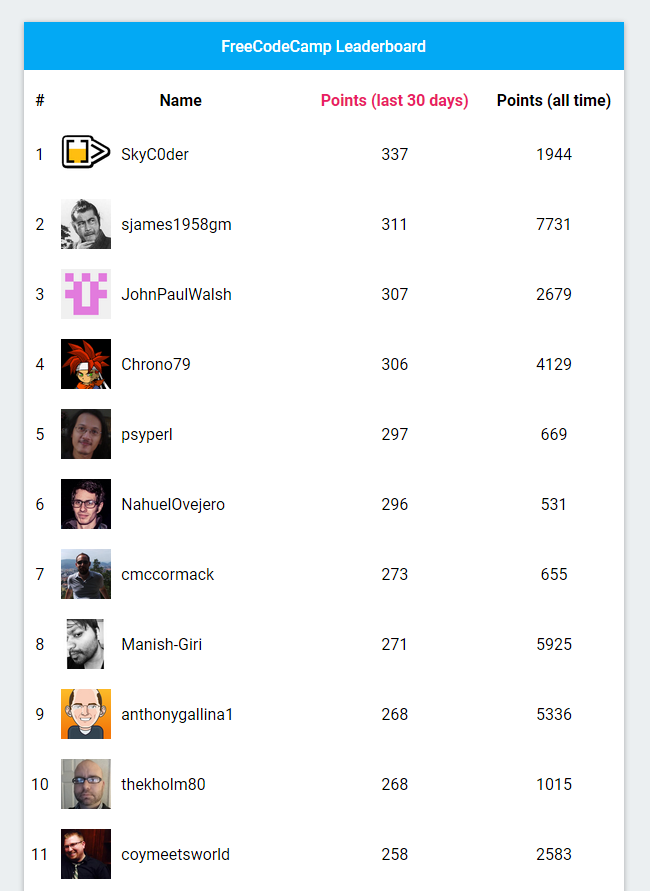 FreeCodeCamp Leaderboard
# Name Points (last 30 days) Points (all time)
1 SkyC0der 337 1944
2 sjames1958gm 311 7731
3 JohnPaulWalsh 307 2679
4 Chrono79 306 4129
5 psyperl 297 669
6 NahuelOvejero 296 531
7 cmccormack 273 655
8 Manish-Giri 271 5925
9 anthonygallina1 268 5336
10 thekholm80 268 1015
11 coymeetsworld 258 2583